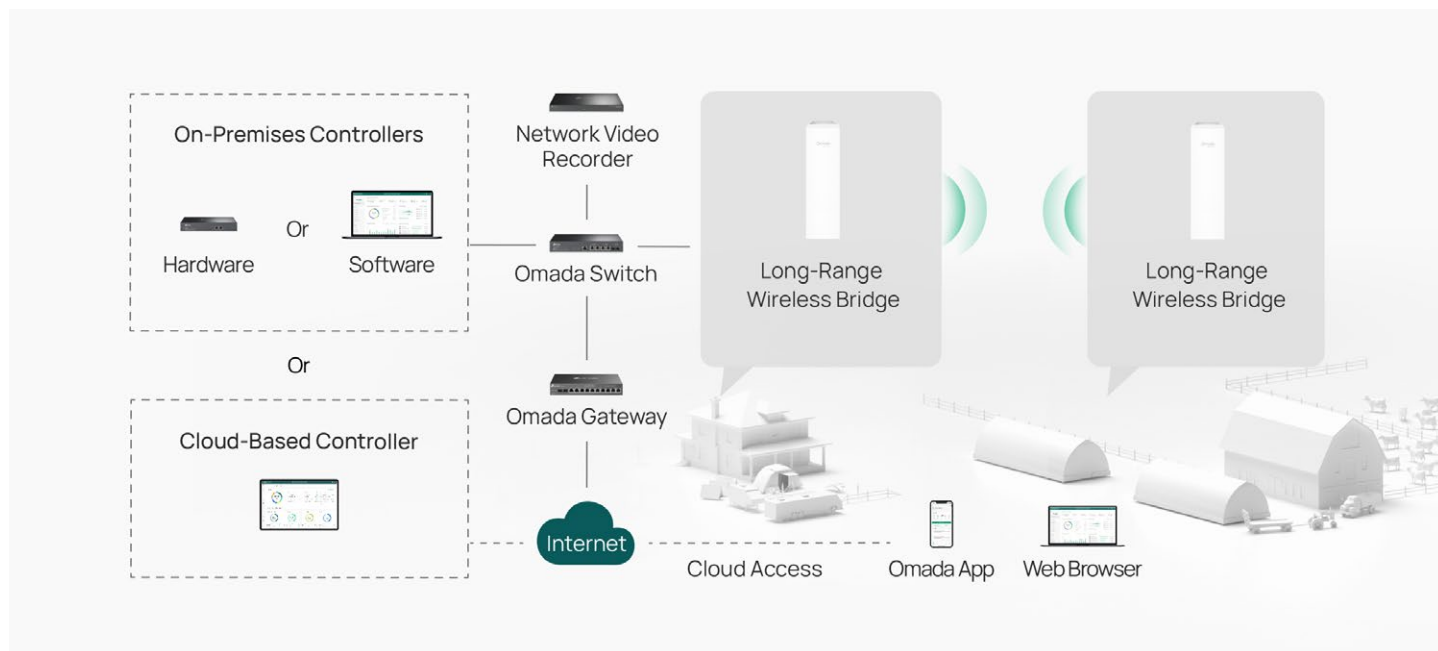 On-Premises Controllers
Hardware
Or
Software
Or
Cloud-Based Controller
Network Video
Recorder
Omada Switch
Omada Gateway
Internet
Cloud Access
Omada App
Web Browser
Long-Range
Wireless Bridge
Long-Range
Wireless Bridge